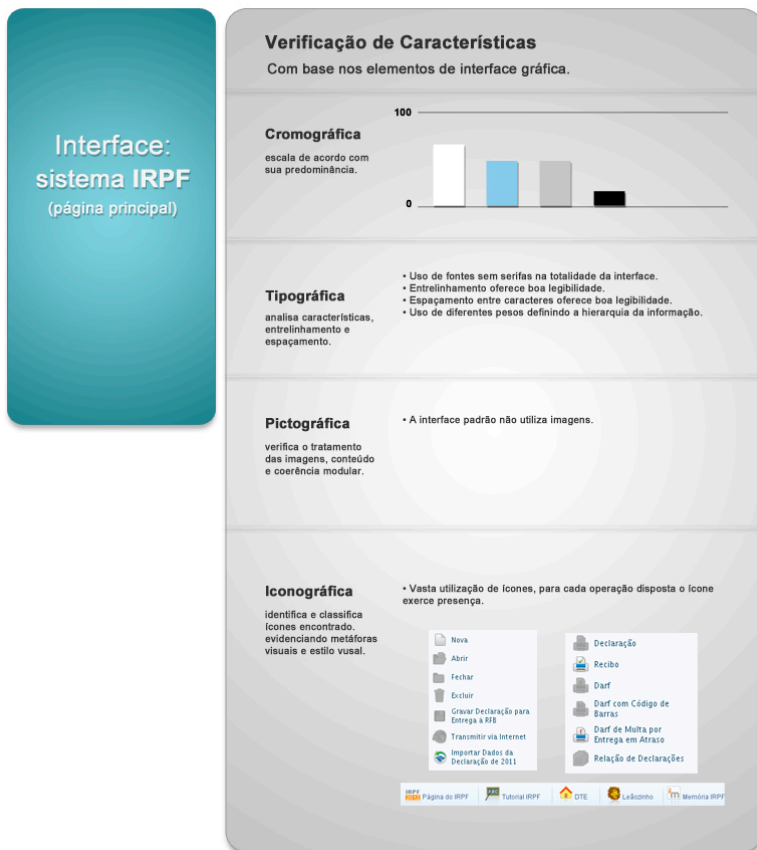 Interface:
sistema IRPF
(página principal)
Verificação de Características
Com base nos elementos de interface gráfica.
Cromográfica
escala de acordo com
sua predominância.
100
0
Tipográfica
analisa características,
entrelinhamento e
espaçamento.
• Uso de fontes sem serifas na totalidade da interface.
• Entrelinhamento oferece boa legibilidade.
• Espaçamento entre caracteres oferece boa legibilidade.
• Uso de diferentes pesos definindo a hierarquia da informação.
Pictográfica
verifica o tratamento
das imagens, conteúdo
e coerência modular.
• A interface padrão não utiliza imagens.
Iconográfica
identifica e classifica
ícones encontrado.
evidenciando metáforas
visuais e estilo vusal.
• Vasta utilização de ícones, para cada operação disposta o ícone
exerce presença.
Nova
Abrir
Fechar
Excluir
Gravar Declaração para
Entrega à RFB
Transmitir via Internet
Importar Dados da
Declaração de 2011
Declaração
Recibo
Darf
Darf com Código de
Barras
Darf de Multa por
Entrega em Atraso
Relação de Declarações
IRPF
2012
Página do IRPF
ABC
Tutorial IRPF
DTE
Leãozinho
m
Memória IRPF